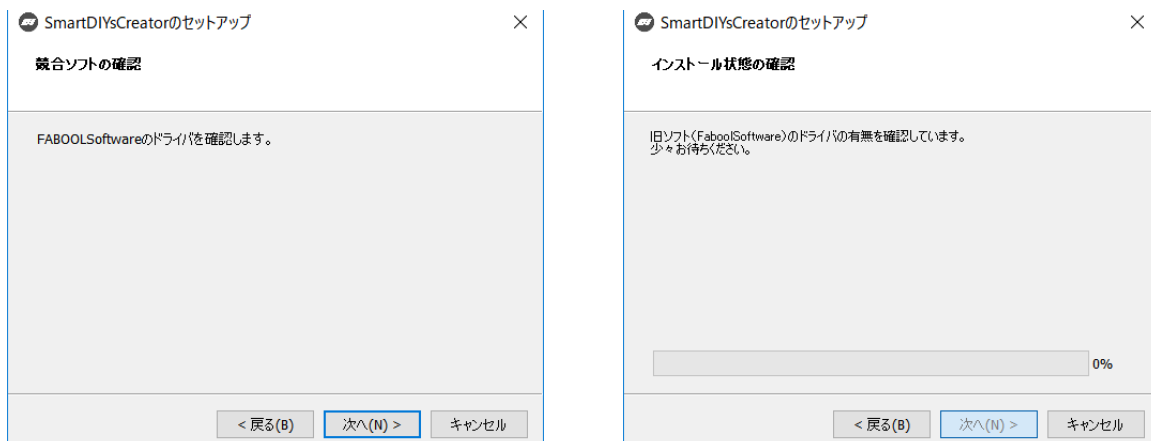 SmartDIYsCreatorのセットアップ
競合ソフトの確認
FABOOLSoftwareのドライバを確認します。
< 戻る(B)
次へ(N) >
キャンセル
SmartDIYsCreatorのセットアップ
インストール状態の確認
旧ソフト(FaboolSoftware)のドライバの有無を確認しています。
少々お待ちください。
0%
< 戻る(B)
次へ(N) >
キャンセル